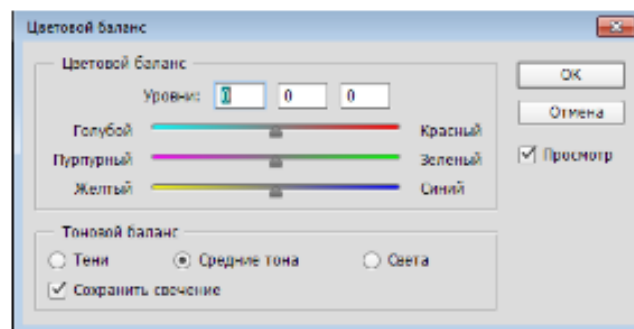 Цветовой баланс
Цветовой баланс
Уровни: 0 0 0
Голубой Красный
Пурпурный Зеленый
Желтый Синий
Тоновой баланс
Тени Средние тона Света
Сохранить свечение
OK
Отмена
Просмотр